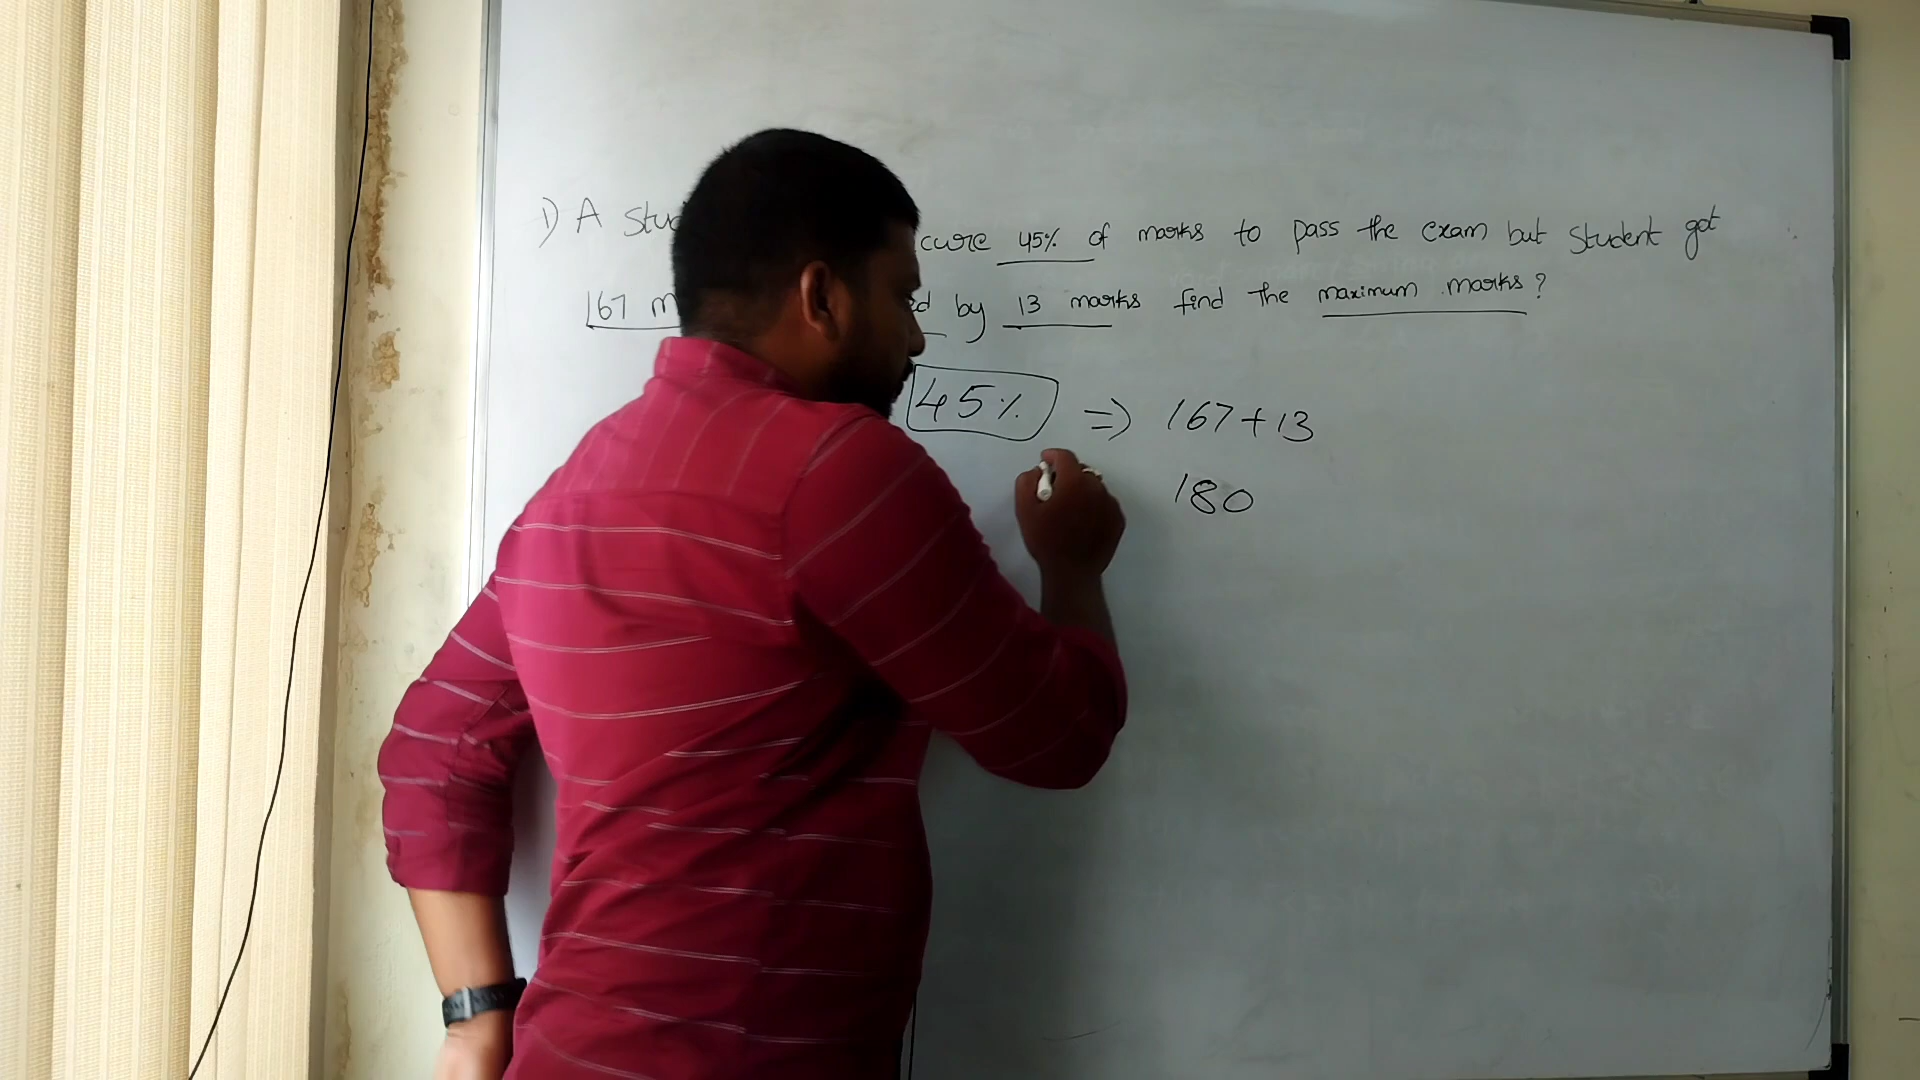 1) A cure 45% of marks to pass the exam but student got
167 by 13 marks find the maximum marks?
45% => 167+13
180